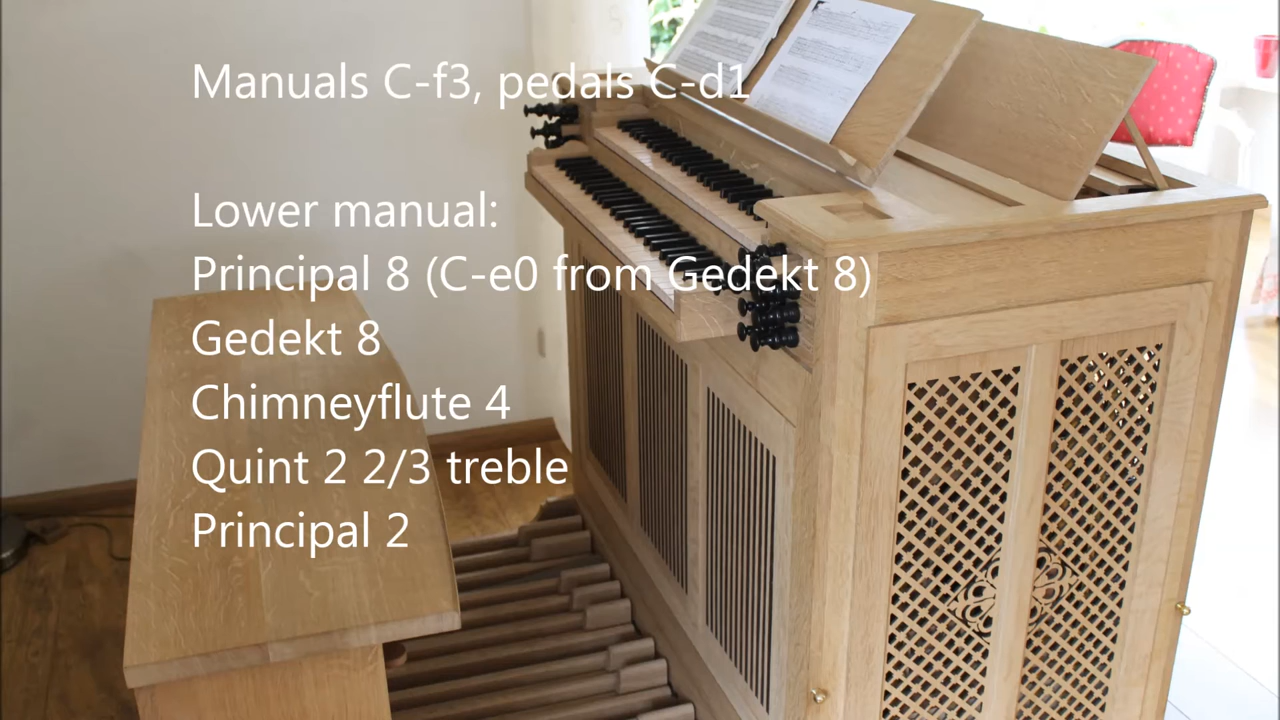 Manuals C-f3, pedals C-d1
Lower manual:
Principal 8 (C-e0 from Gedekt 8)
Gedekt 8
Chimneyflute 4
Quint 2 2/3 treble
Principal 2